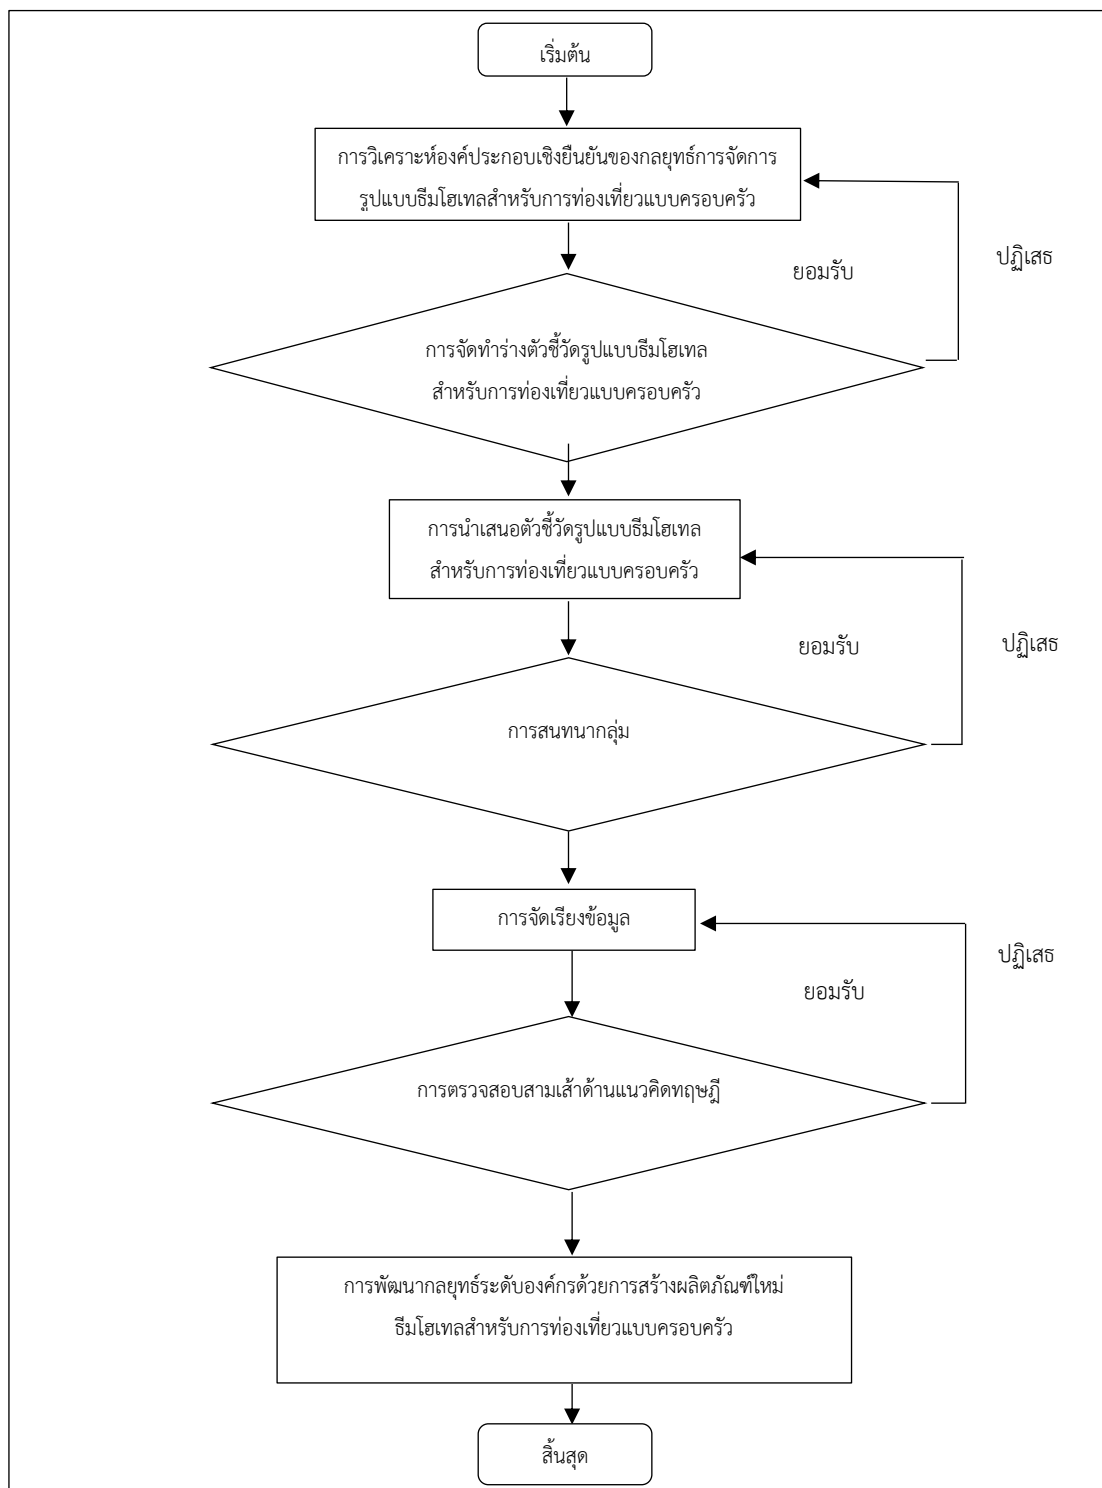 เริ่มต้น
การวิเคราะห์องค์ประกอบเชิงยืนยันของกลยุทธ์การจัดการ
รูปแบบธีมโฮเทลสำหรับการท่องเที่ยวแบบครอบครัว
ปฏิเสธ
ยอมรับ
การจัดทำร่างตัวชี้วัดรูปแบบธีมโฮเทล
สำหรับการท่องเที่ยวแบบครอบครัว
การนำเสนอตัวชี้วัดรูปแบบธีมโฮเทล
สำหรับการท่องเที่ยวแบบครอบครัว
ปฏิเสธ
ยอมรับ
การสนทนากลุ่ม
การจัดเรียงข้อมูล
ปฏิเสธ
ยอมรับ
การตรวจสอบสามเส้าด้านแนวคิดทฤษฎี
การพัฒนากลยุทธ์ระดับองค์กรด้วยการสร้างผลิตภัณฑ์ใหม่
ธีมโฮเทลสำหรับการท่องเที่ยวแบบครอบครัว
สิ้นสุด